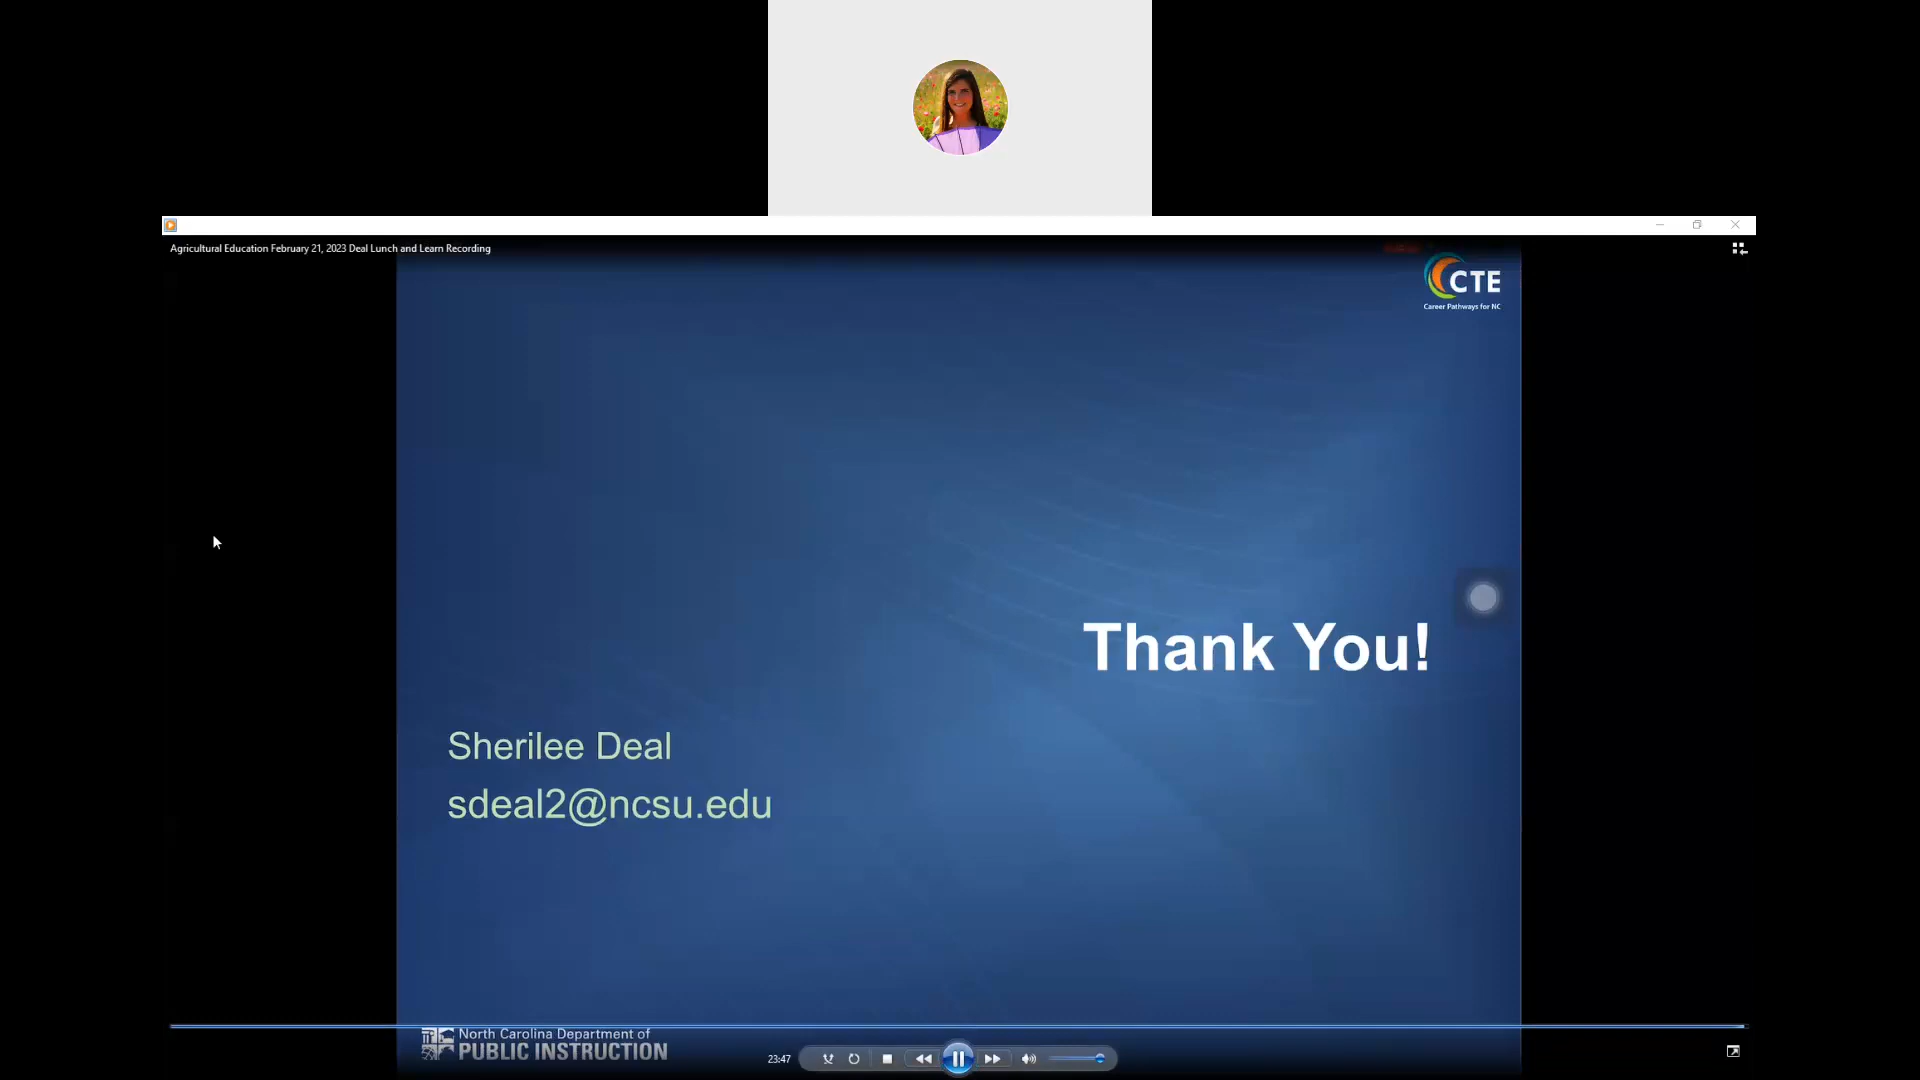 Agricultural Education February 21, 2023 Deal Lunch and Learn Recording
CTE
Career Pathways for NC
Thank You!
Sherilee Deal
sdeal2@ncsu.edu
North Carolina Department of
PUBLIC INSTRUCTION
23:47